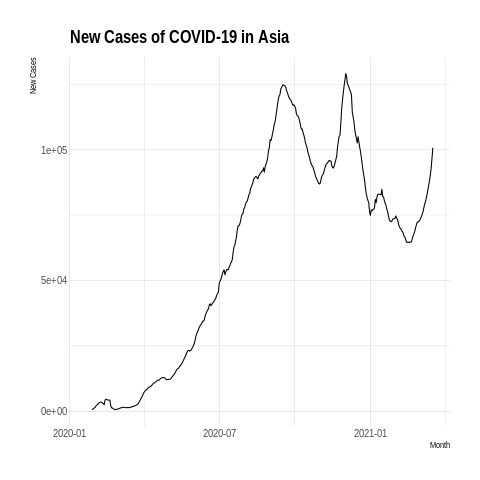 New Cases of COVID-19 in Asia
New Cases
1e+05
5e+04
0e+00
2020-01 2020-07 2021-01
Month